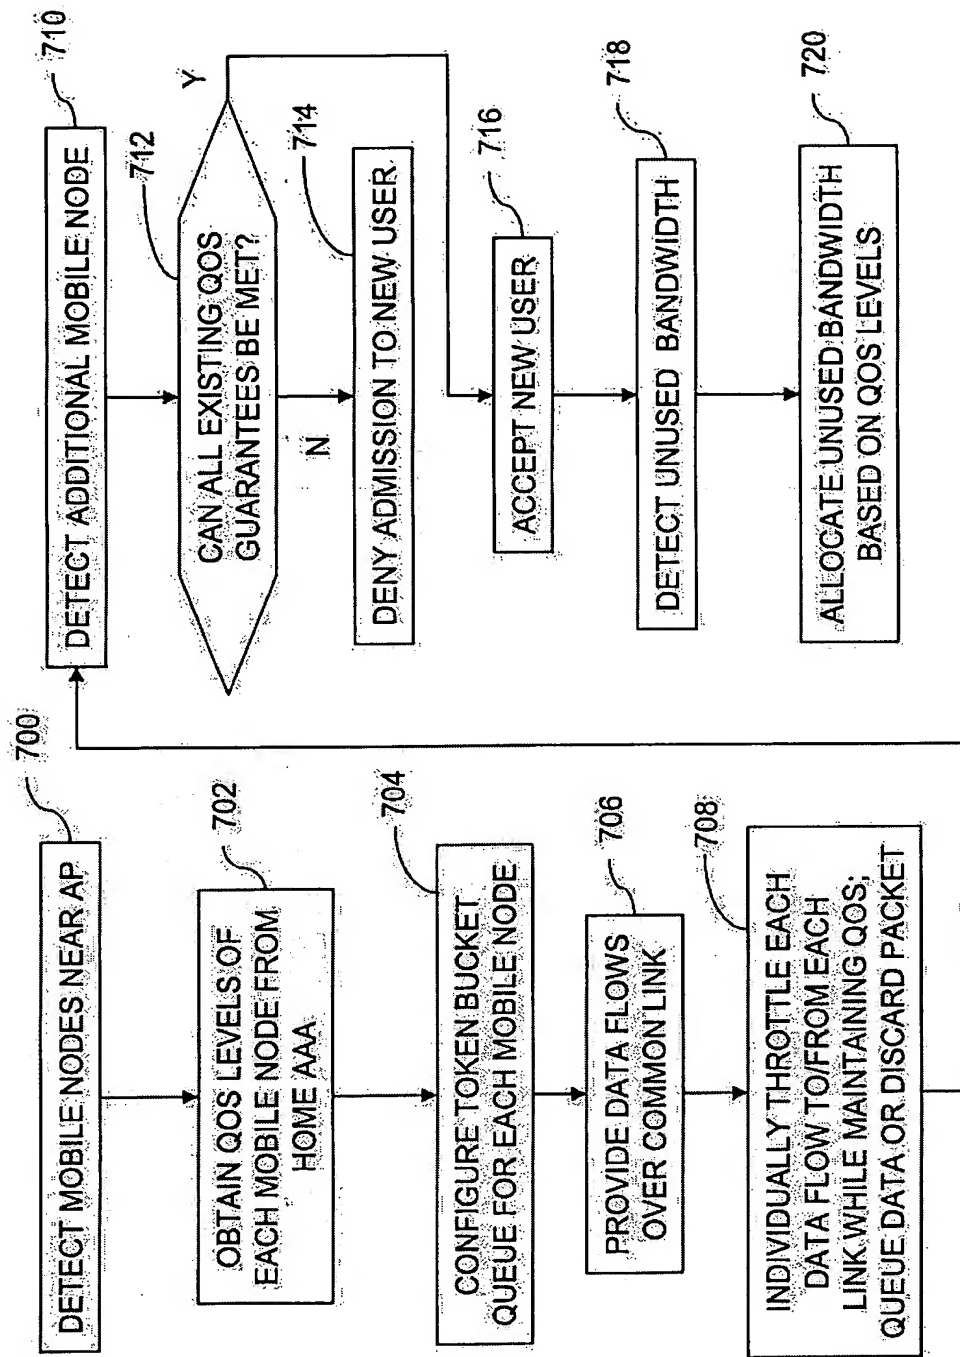 700
DETECT MOBILE NODES NEAR AP
702
OBTAIN QOS LEVELS OF
EACH MOBILE NODE FROM
HOME AAA
704
CONFIGURE TOKEN BUCKET
QUEUE FOR EACH MOBILE NODE
706
PROVIDE DATA FLOWS
OVER COMMON LINK
708
INDIVIDUALLY THROTTLE EACH
DATA FLOW TO/FROM EACH
LINK WHILE MAINTAINING QOS;
QUEUE DATA OR DISCARD PACKET
710
DETECT ADDITIONAL MOBILE NODE
712
CAN ALL EXISTING QOS
GUARANTEES BE MET?
Y
N
714
DENY ADMISSION TO NEW USER
716
ACCEPT NEW USER
718
DETECT UNUSED BANDWIDTH
720
ALLOCATE UNUSED BANDWIDTH
BASED ON QOS LEVELS